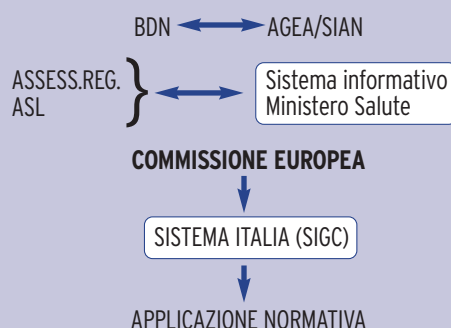 BDN AGEA/SIAN
ASSESS.REG.
ASL
Sistema informativo
Ministero Salute
COMMISSIONE EUROPEA
SISTEMA ITALIA (SIGC)
APPLICAZIONE NORMATIVA